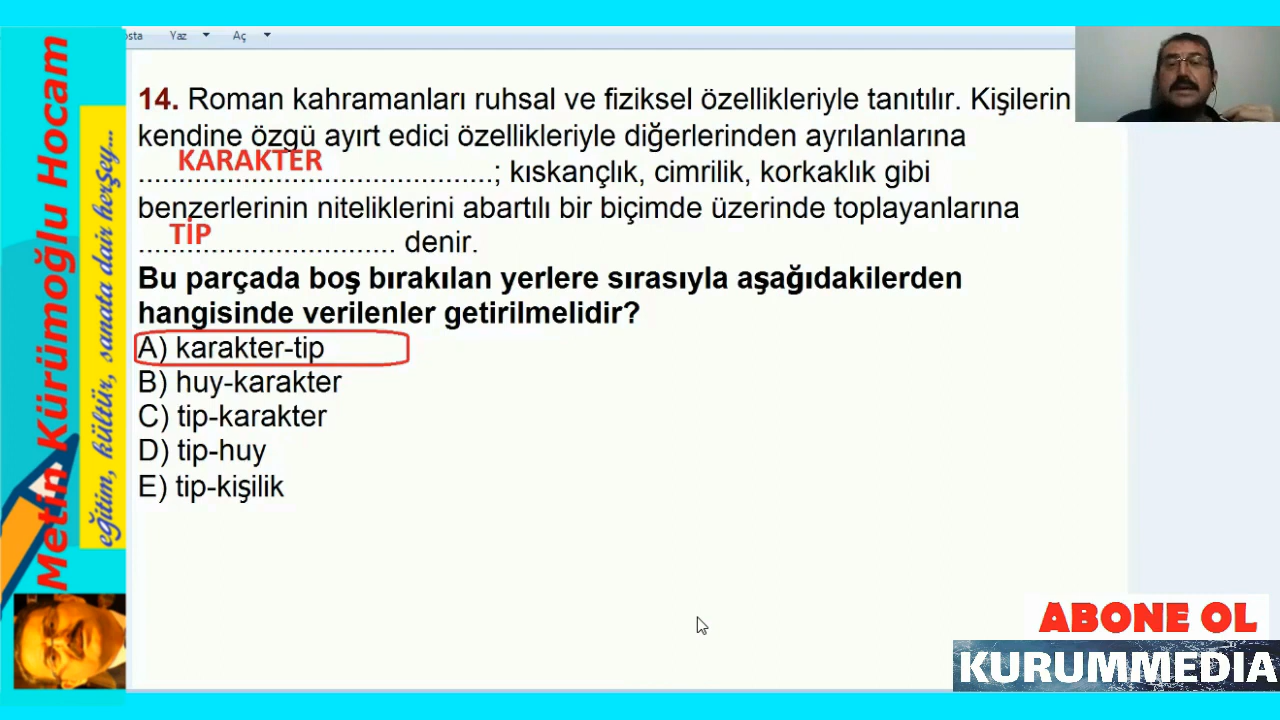 osta Yaz Aç
14. Roman kahramanları ruhsal ve fiziksel özellikleriyle tanıtılır. Kişilerin
kendine özgü ayırt edici özellikleriyle diğerlerinden ayrılanlarına
KARAKTER
...........................................; kıskançlık, cimrilik, korkaklık gibi
benzerlerinin niteliklerini abartılı bir biçimde üzerinde toplayanlarına
TİP
............................... denir.
Bu parçada boş bırakılan yerlere sırasıyla aşağıdakilerden
hangisinde verilenler getirilmelidir?
A) karakter-tip
B) huy-karakter
C) tip-karakter
D) tip-huy
E) tip-kişilik
Metin Kürümoğlu Hocam
eğitim, kültür, sanata dair herşey...
ABONE OL
KURUMMEDIA